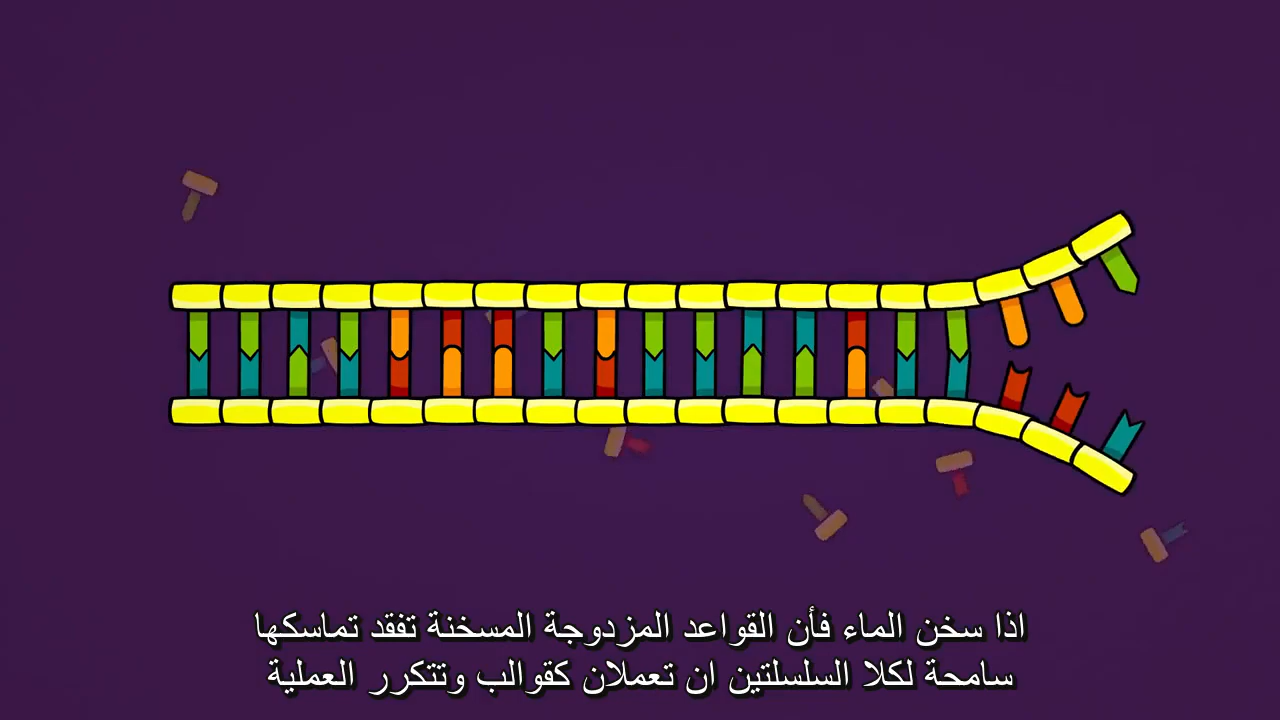 اذا سخن الماء فأن القواعد المزدوجة المسخنة تفقد تماسكها
سامحة لكلا السلسلتين ان تعملان كقوالب وتتكرر العملية